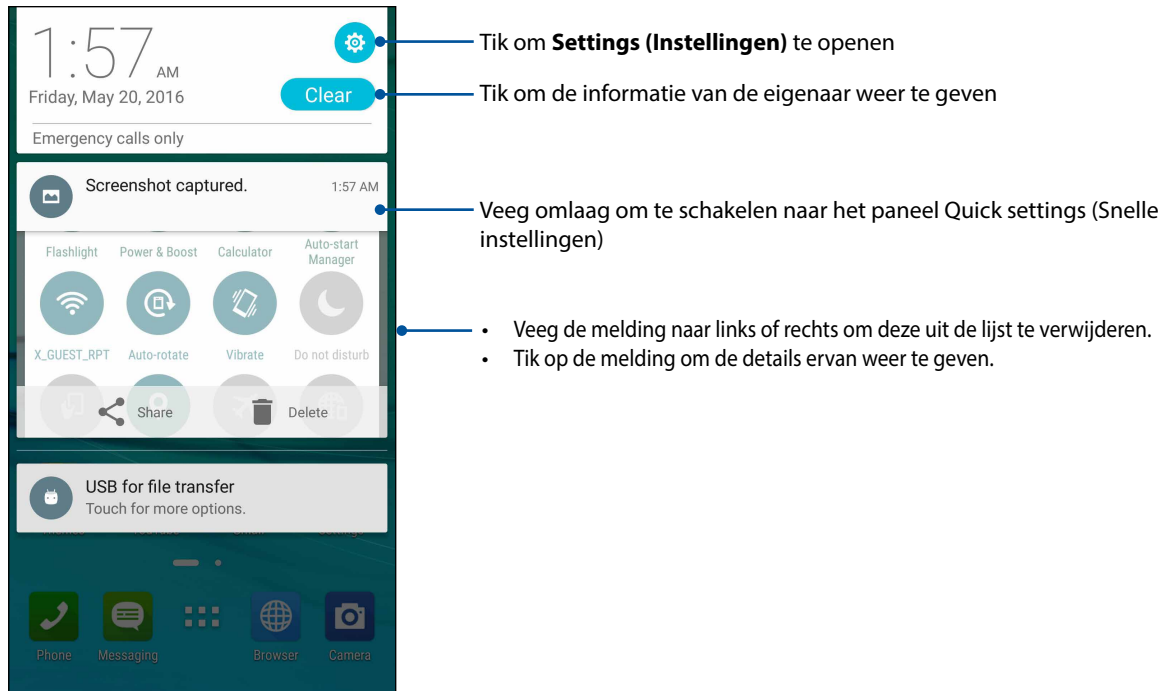 1:57 AM
Friday, May 20, 2016
Clear
Emergency calls only
Tik om Settings (Instellingen) te openen
Tik om de informatie van de eigenaar weer te geven
Screenshot captured.
1:57 AM
Veeg omlaag om te schakelen naar het paneel Quick settings (Snelle
instellingen)
Flashlight
Power & Boost
Calculator
Auto-start
Manager
• Veeg de melding naar links of rechts om deze uit de lijst te verwijderen.
• Tik op de melding om de details ervan weer te geven.
X_GUEST_RPT
Auto-rotate
Vibrate
Do not disturb
Share
Delete
USB for file transfer
Touch for more options.
Phone
Messaging
Browser
Camera